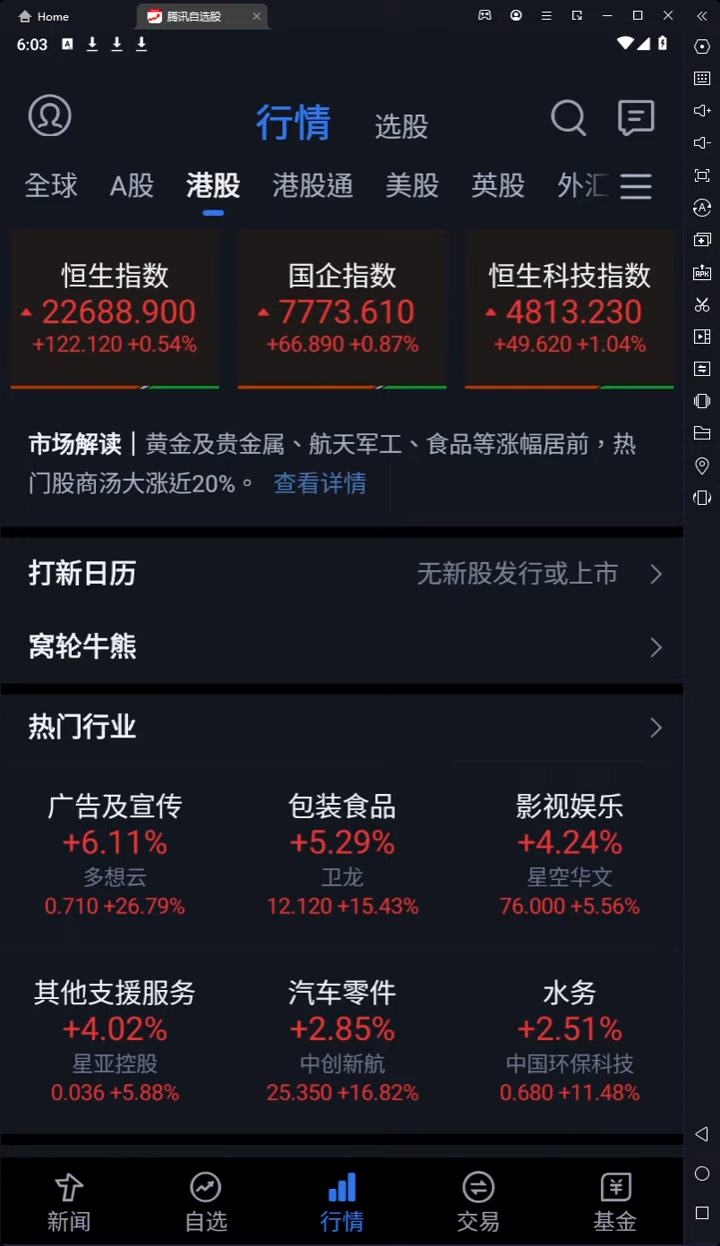 Home
腾讯自选股
6:03
行情
选股
全球
A股
港股
港股通
美股
英股
外汇
恒生指数
22688.900
+122.120 +0.54%
国企指数
7773.610
+66.890 +0.87%
恒生科技指数
4813.230
+49.620 +1.04%
市场解读｜黄金及贵金属、航天军工、食品等涨幅居前，热
门股商汤大涨近20%。 查看详情
打新日历
无新股发行或上市
窝轮牛熊
热门行业
广告及宣传
+6.11%
多想云
0.710 +26.79%
包装食品
+5.29%
卫龙
12.120 +15.43%
影视娱乐
+4.24%
星空华文
76.000 +5.56%
其他支援服务
+4.02%
星亚控股
0.036 +5.88%
汽车零件
+2.85%
中创新航
25.350 +16.82%
水务
+2.51%
中国环保科技
0.680 +11.48%
新闻
自选
行情
交易
基金